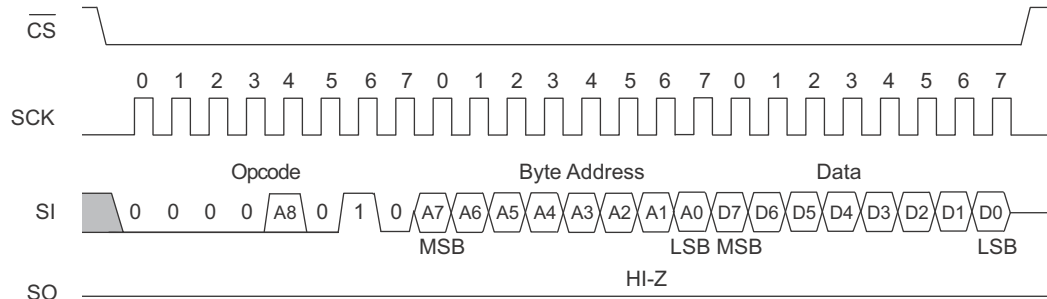 CS
0 1 2 3 4 5 6 7 0 1 2 3 4 5 6 7 0 1 2 3 4 5 6 7
SCK
Opcode Byte Address Data
SI 0 0 0 0 A8 0 1 0 A7 A6 A5 A4 A3 A2 A1 A0 D7 D6 D5 D4 D3 D2 D1 D0
MSB LSB MSB LSB
HI-Z
SO